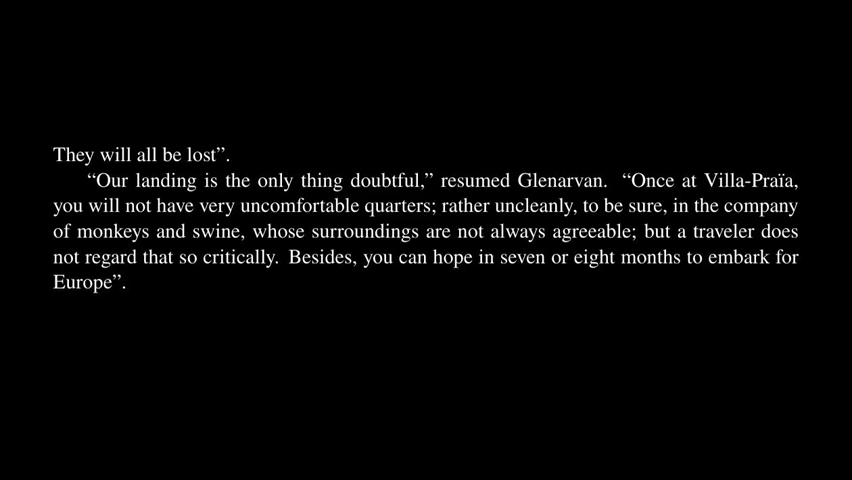 They will all be lost”.
“Our landing is the only thing doubtful,” resumed Glenarvan. “Once at Villa-Praïa,
you will not have very uncomfortable quarters; rather uncleanly, to be sure, in the company
of monkeys and swine, whose surroundings are not always agreeable; but a traveler does
not regard that so critically. Besides, you can hope in seven or eight months to embark for
Europe”.